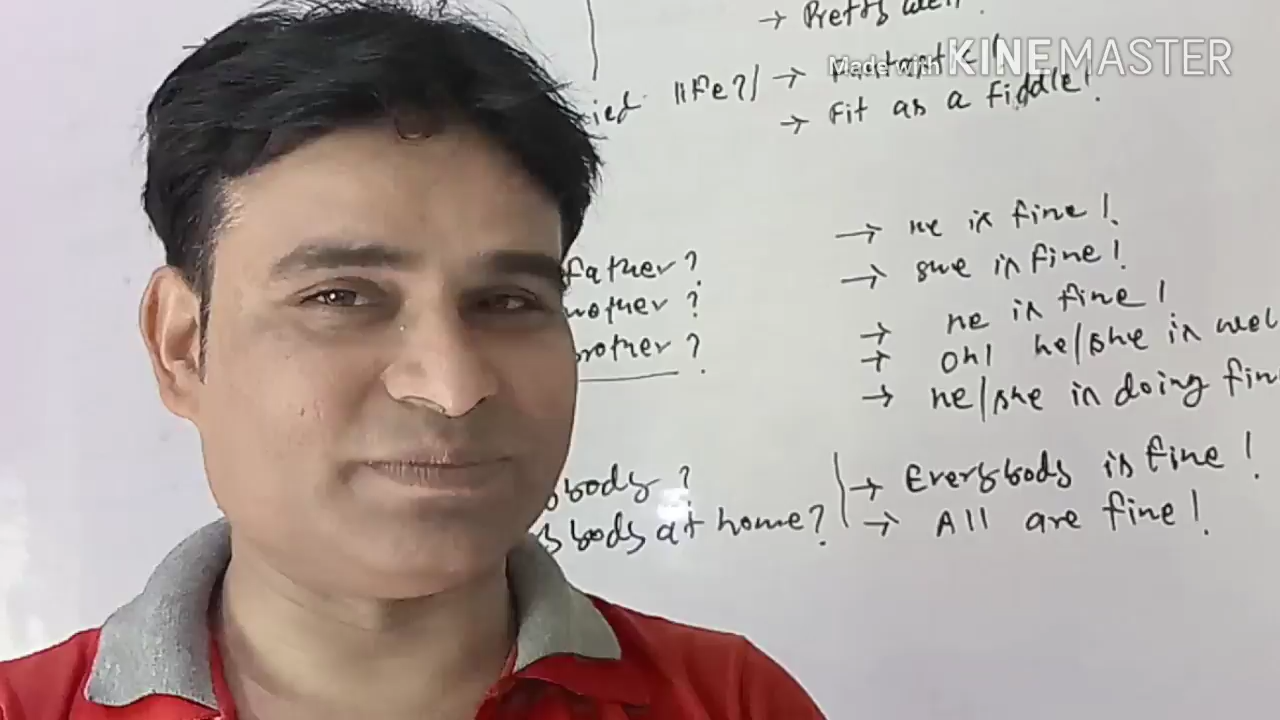 → Pretty well!
Made with KINEMASTER
life?/ →
→ Fit as a fiddle!
father? → he is fine!
mother? → she is fine!
brother? → he is fine!
→ Oh! he/she is well
→ he/she is doing fin
body? → Everybody is fine!
body at home? → All are fine!